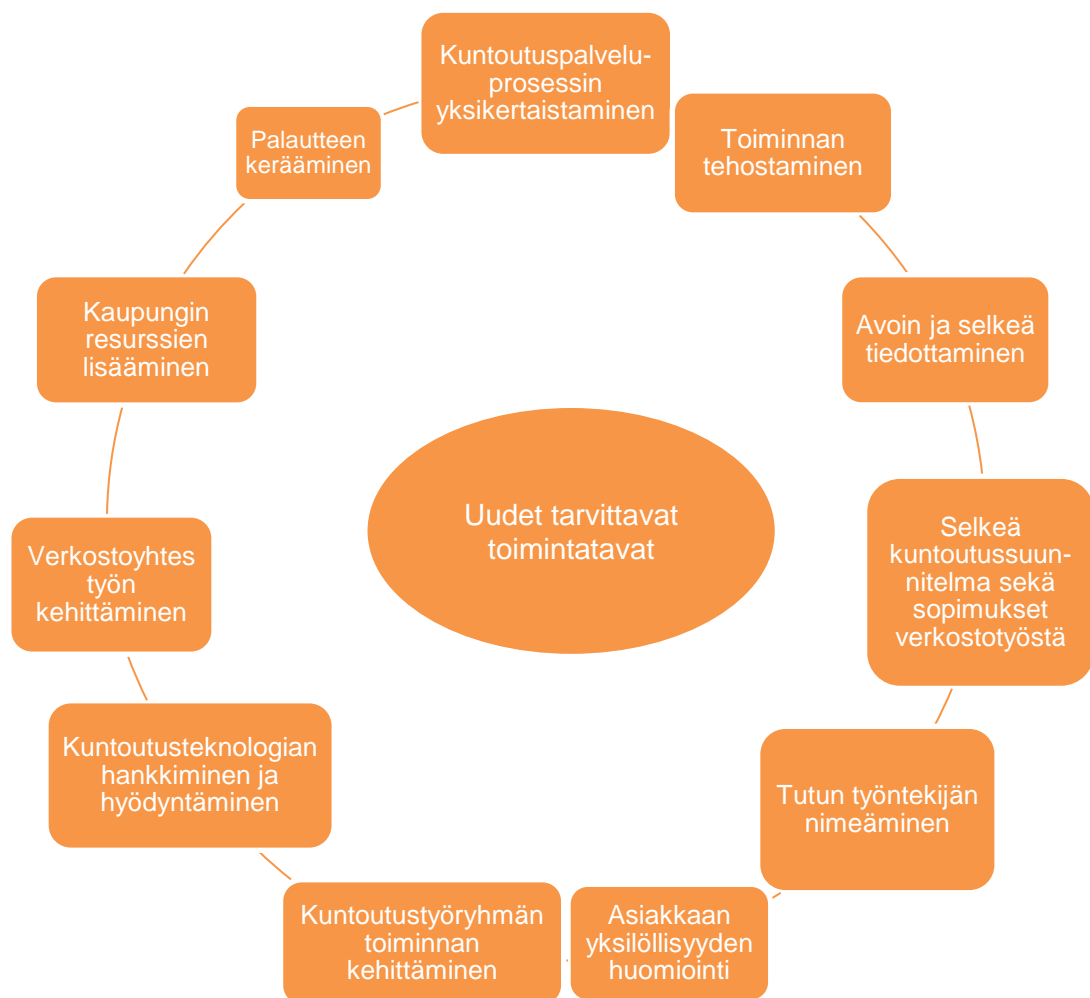 Kuntoutuspalvelu-
prosessin
yksikertaistaminen
Toiminnan
tehostaminen
Avoin ja selkeä
tiedottaminen
Selkeä
kuntoutussuun-
nitelma sekä
sopimukset
verkostotyöstä
Tutun työntekijän
nimeäminen
Asiakkaan
yksilöllisyyden
huomiointi
Kuntoutustyöryhmän
toiminnan
kehittäminen
Kuntoutusteknologian
hankkiminen ja
hyödyntäminen
Verkostoyhtes
työn
kehittäminen
Kaupungin
resurssien
lisääminen
Palautteen
kerääminen
Uudet tarvittavat
toimintatavat